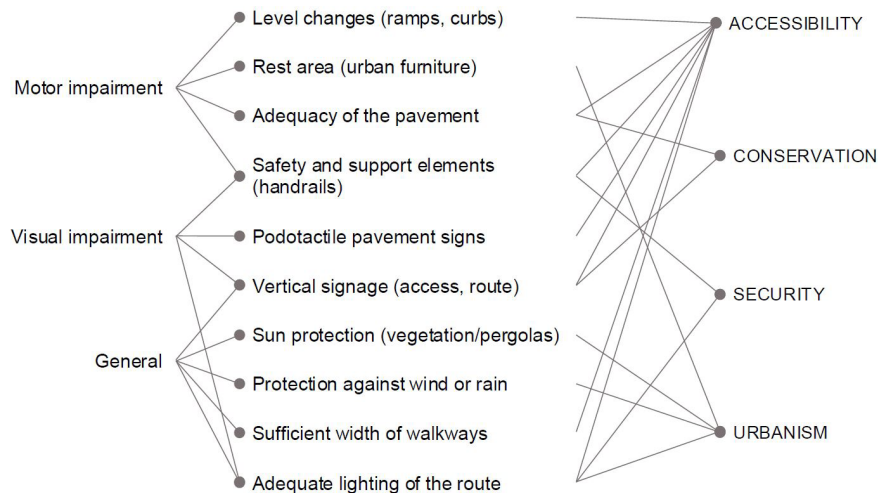 Motor impairment
Visual impairment
General
Level changes (ramps, curbs)
Rest area (urban furniture)
Adequacy of the pavement
Safety and support elements
(handrails)
Podotactile pavement signs
Vertical signage (access, route)
Sun protection (vegetation/pergolas)
Protection against wind or rain
Sufficient width of walkways
Adequate lighting of the route
ACCESSIBILITY
CONSERVATION
SECURITY
URBANISM